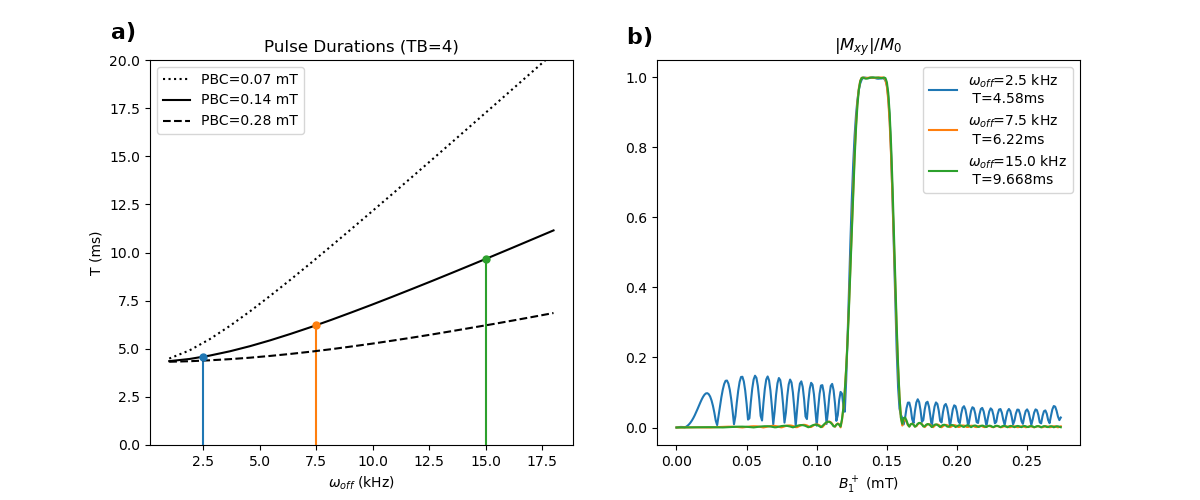 a)
Pulse Durations (TB=4)
PBC=0.07 mT
PBC=0.14 mT
PBC=0.28 mT
20.0
17.5
15.0
12.5
10.0
7.5
5.0
2.5
0.0
T (ms)
2.5 5.0 7.5 10.0 12.5 15.0 17.5
ω_off (kHz)
b)
|M_xy|/M_0
ω_off=2.5 kHz
T=4.58ms
ω_off=7.5 kHz
T=6.22ms
ω_off=15.0 kHz
T=9.668ms
1.0
0.8
0.6
0.4
0.2
0.0
0.00 0.05 0.10 0.15 0.20 0.25
B_1^+ (mT)